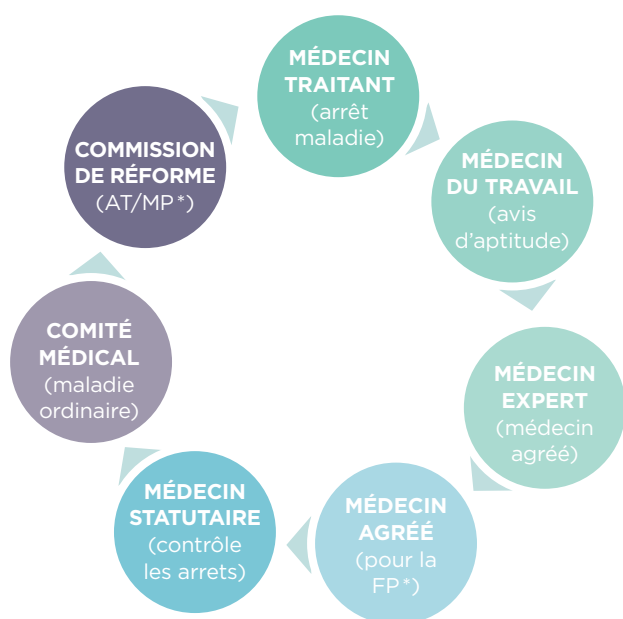 MÉDECIN
TRAITANT
(arrêt
maladie)
MÉDECIN
DU TRAVAIL
(avis
d'aptitude)
MÉDECIN
EXPERT
(médecin
agréé)
MÉDECIN
AGRÉÉ
(pour la
FP*)
MÉDECIN
STATUTAIRE
(contrôle
les arrets)
COMITÉ
MÉDICAL
(maladie
ordinaire)
COMMISSION
DE RÉFORME
(AT/MP*)